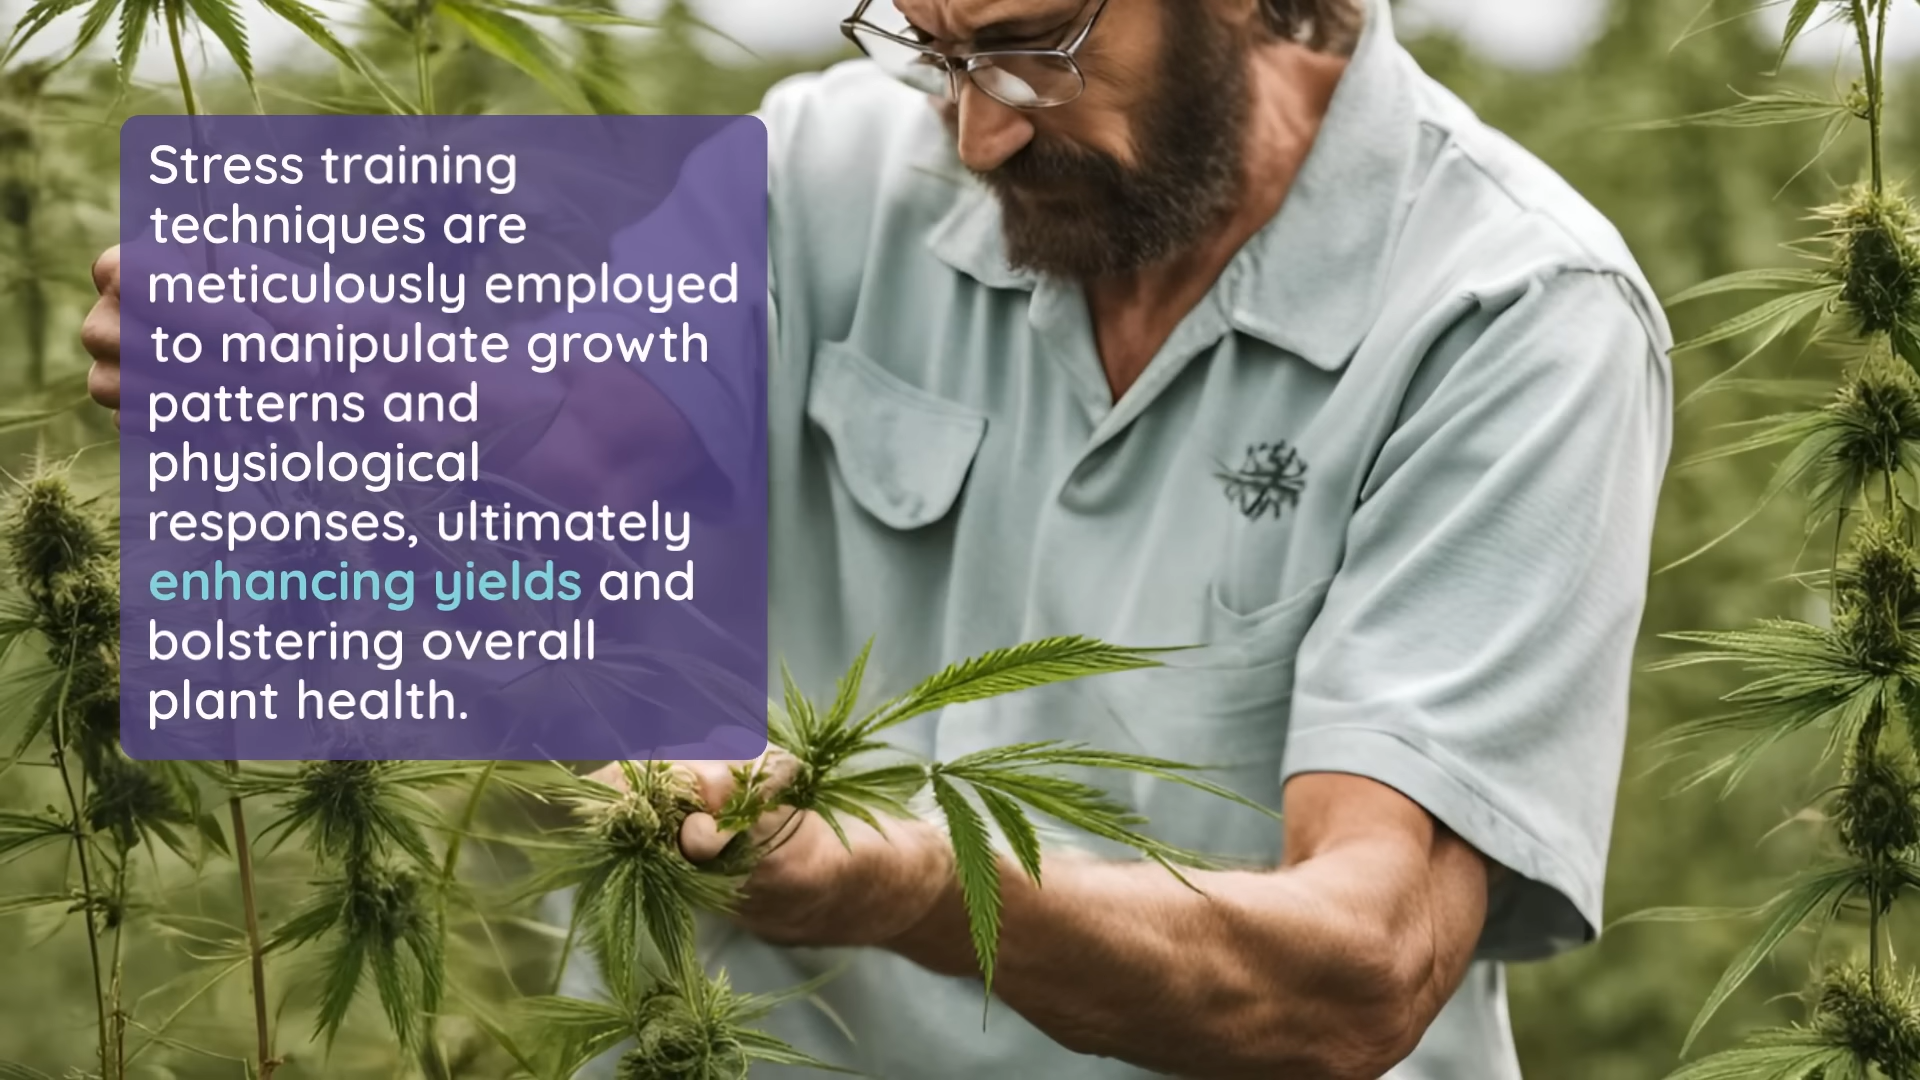 Stress training
techniques are
meticulously employed
to manipulate growth
patterns and
physiological
responses, ultimately
enhancing yields and
bolstering overall
plant health.